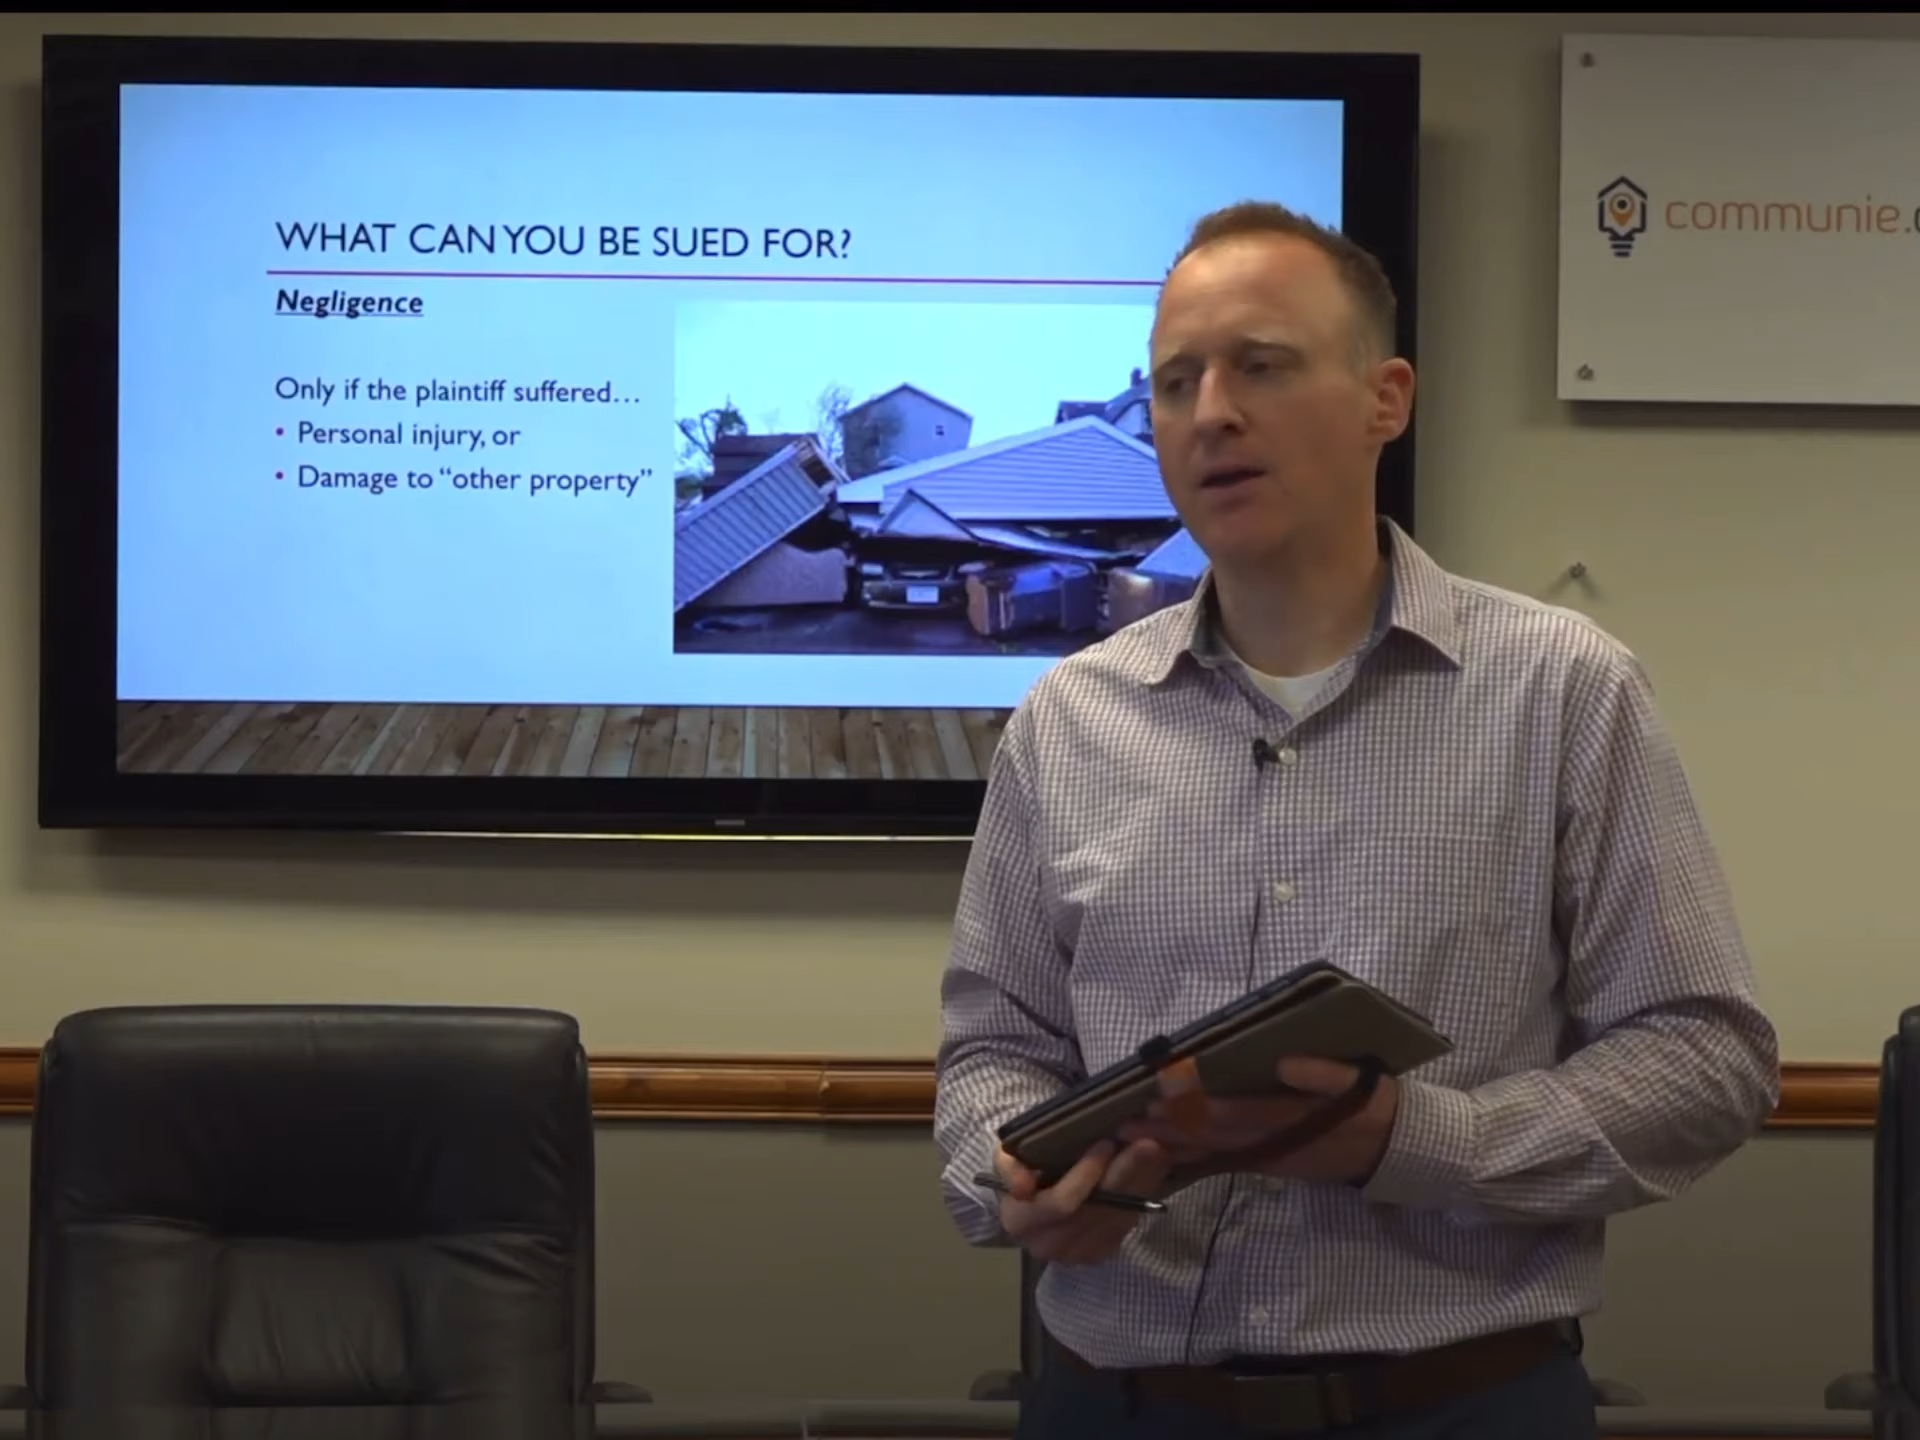 WHAT CAN YOU BE SUED FOR?
Negligence
Only if the plaintiff suffered...
• Personal injury, or
• Damage to “other property”
communie.